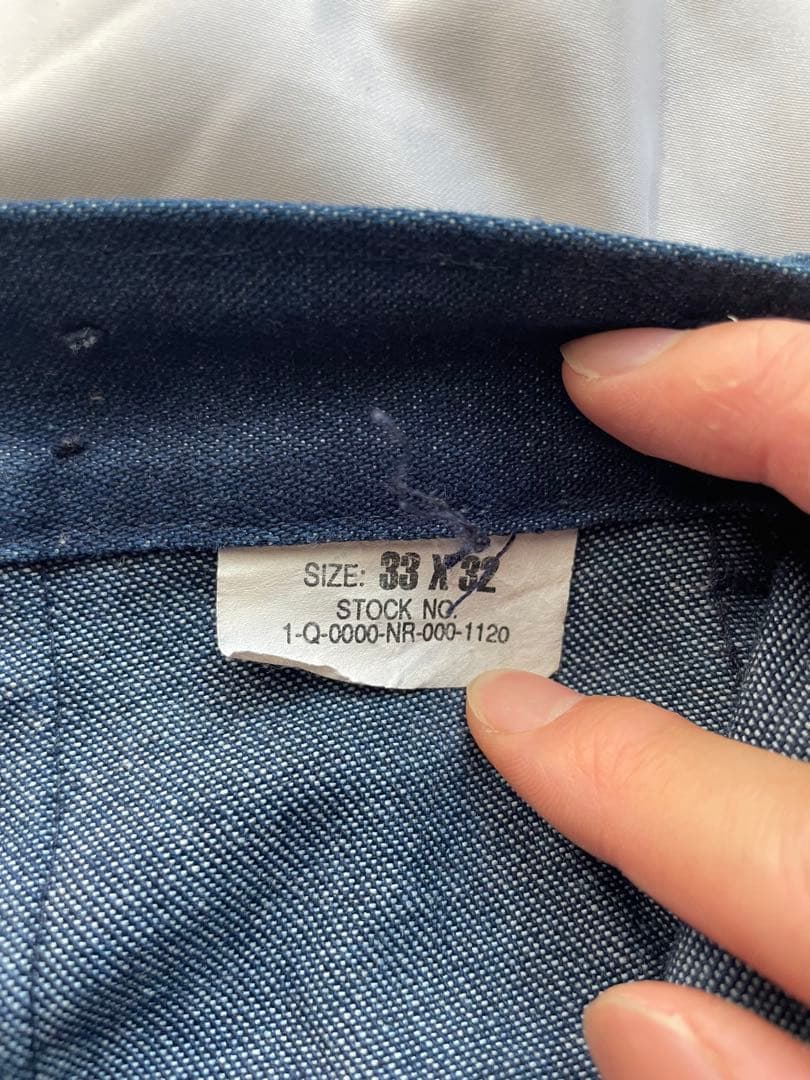 SIZE: 33 X 32
STOCK NO.
1-Q-0000-NR-000-1120